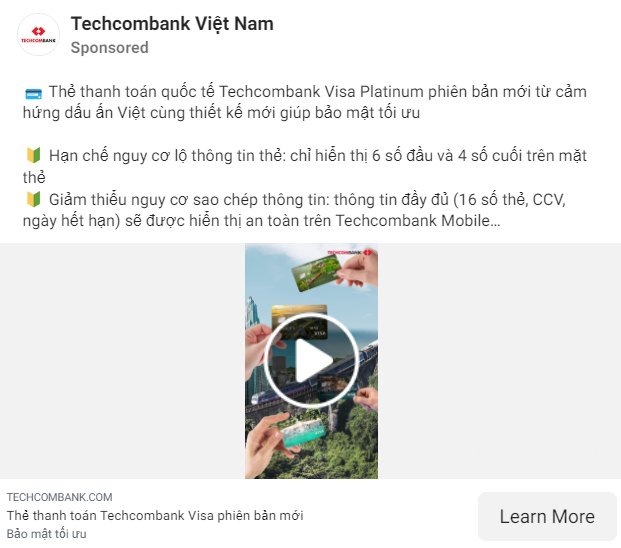 Techcombank Việt Nam
TECHCOMBANK
Sponsored
Thẻ thanh toán quốc tế Techcombank Visa Platinum phiên bản mới từ cảm
hứng dấu ấn Việt cùng thiết kế mới giúp bảo mật tối ưu
Hạn chế nguy cơ lộ thông tin thẻ: chỉ hiển thị 6 số đầu và 4 số cuối trên mặt
thẻ
Giảm thiểu nguy cơ sao chép thông tin: thông tin đầy đủ (16 số thẻ, CCV,
ngày hết hạn) sẽ được hiển thị an toàn trên Techcombank Mobile...
TECHCOMBANK
VISA
TECHCOMBANK.COM
Thẻ thanh toán Techcombank Visa phiên bản mới
Bảo mật tối ưu
Learn More